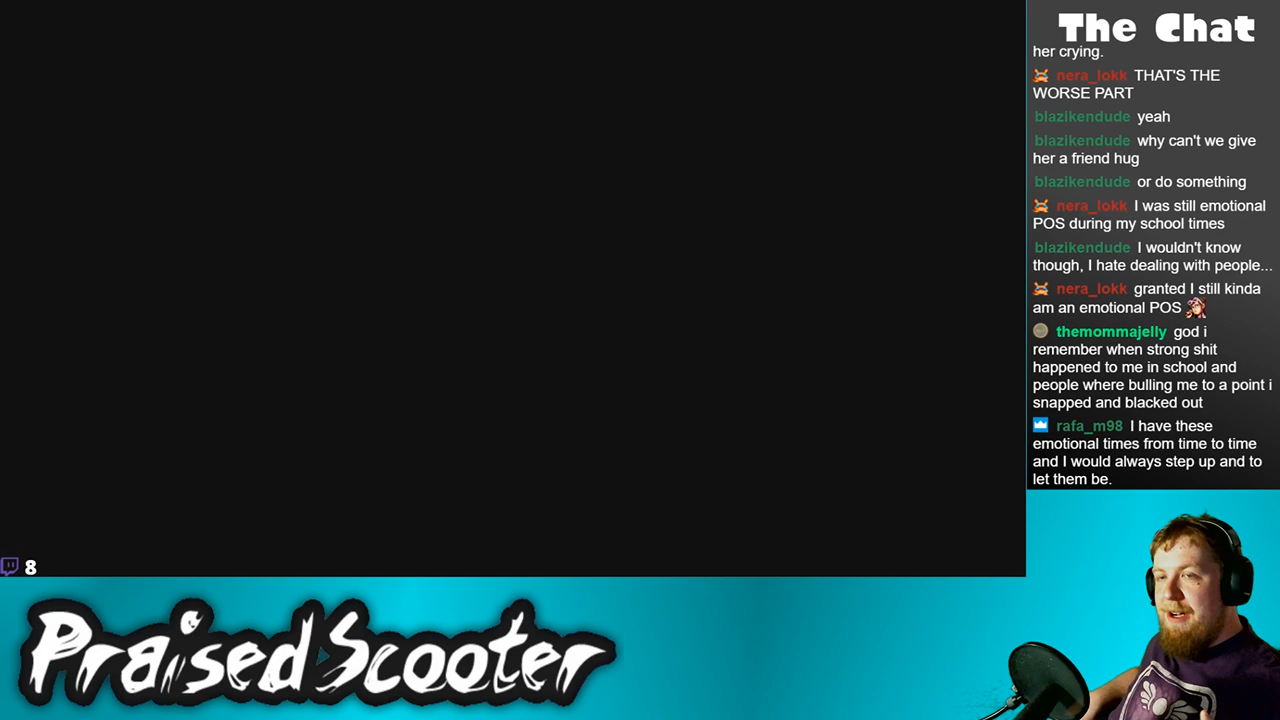 The Chat
her crying.
nera_lokk THAT'S THE
WORSE PART
blazikendude yeah
blazikendude why can't we give
her a friend hug
blazikendude or do something
nera_lokk I was still emotional
POS during my school times
blazikendude I wouldn't know
though, I hate dealing with people...
nera_lokk granted I still kinda
am an emotional POS
themommajelly god i
remember when strong shit
happened to me in school and
people where bulling me to a point i
snapped and blacked out
rafa_m98 I have these
emotional times from time to time
and I would always step up and to
let them be.
8
PraisedScooter